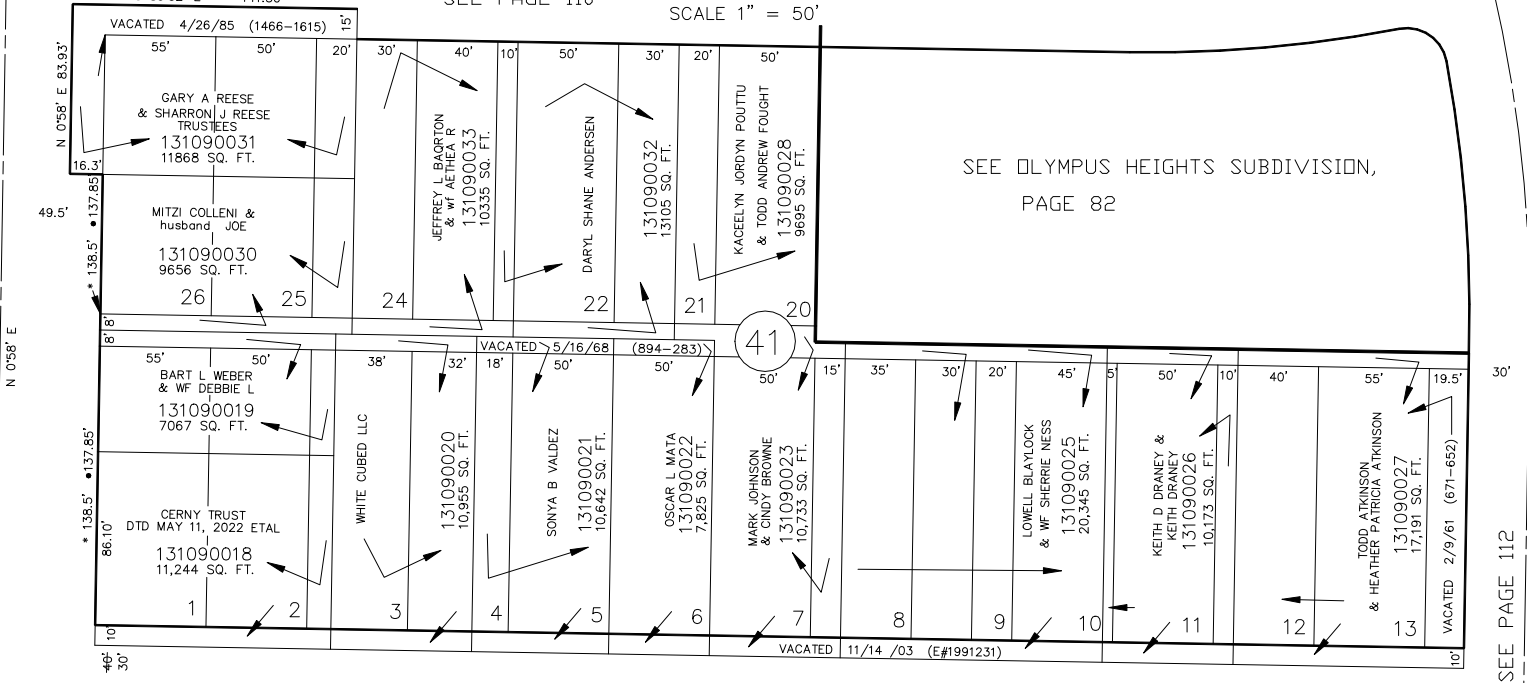 SCALE 1" = 50'
VACATED 4/26/85 (1466-1615)
15'
N 0°58' E 83.93'
55'
50'
20'
30'
40'
10'
50'
30'
20'
50'
GARY A REESE
& SHARRON J REESE
TRUSTEES
131090031
11868 SQ. FT.
16.3'
JEFFREY L BAQRTON
& wf AETHEA R
131090033
10335 SQ. FT.
DARYL SHANE ANDERSEN
131090032
13105 SQ. FT.
KACEELYN JORDYN POUTTU
& TODD ANDREW FOUGHT
131090028
9695 SQ. FT.
SEE OLYMPUS HEIGHTS SUBDIVISION,
PAGE 82
49.5'
* 138.5' •137.85'
MITZI COLLENI &
husband JOE
131090030
9656 SQ. FT.
26
25
24
22
21
20
8'
8'
N 0°58' E
41
VACATED 5/16/68 (894-283)
55'
50'
38'
32'
18'
50'
50'
50'
15'
35'
30'
20'
45'
5'
50'
10'
40'
55'
19.5'
30'
BART L WEBER
& WF DEBBIE L
131090019
7067 SQ. FT.
* 138.5' •137.85'
86.10'
CERNY TRUST
DTD MAY 11, 2022 ETAL
131090018
11,244 SQ. FT.
WHITE CUBED LLC
131090020
10,955 SQ. FT.
SONYA B VALDEZ
131090021
10,642 SQ. FT.
OSCAR L MATA
131090022
7,825 SQ. FT.
MARK JOHNSON
& CINDY BROWNE
131090023
10,733 SQ. FT.
LOWELL BLAYLOCK
& WF SHERRIE NESS
131090025
20,345 SQ. FT.
KEITH D DRANEY &
KEITH DRANEY
131090026
10,173 SQ. FT.
TODD ATKINSON
& HEATHER PATRICIA ATKINSON
131090027
17,191 SQ. FT.
VACATED 2/9/61 (671-652)
1
2
3
4
5
6
7
8
9
10
11
12
13
10'
40'
30'
VACATED 11/14 /03 (E#1991231)
10'
SEE PAGE 112